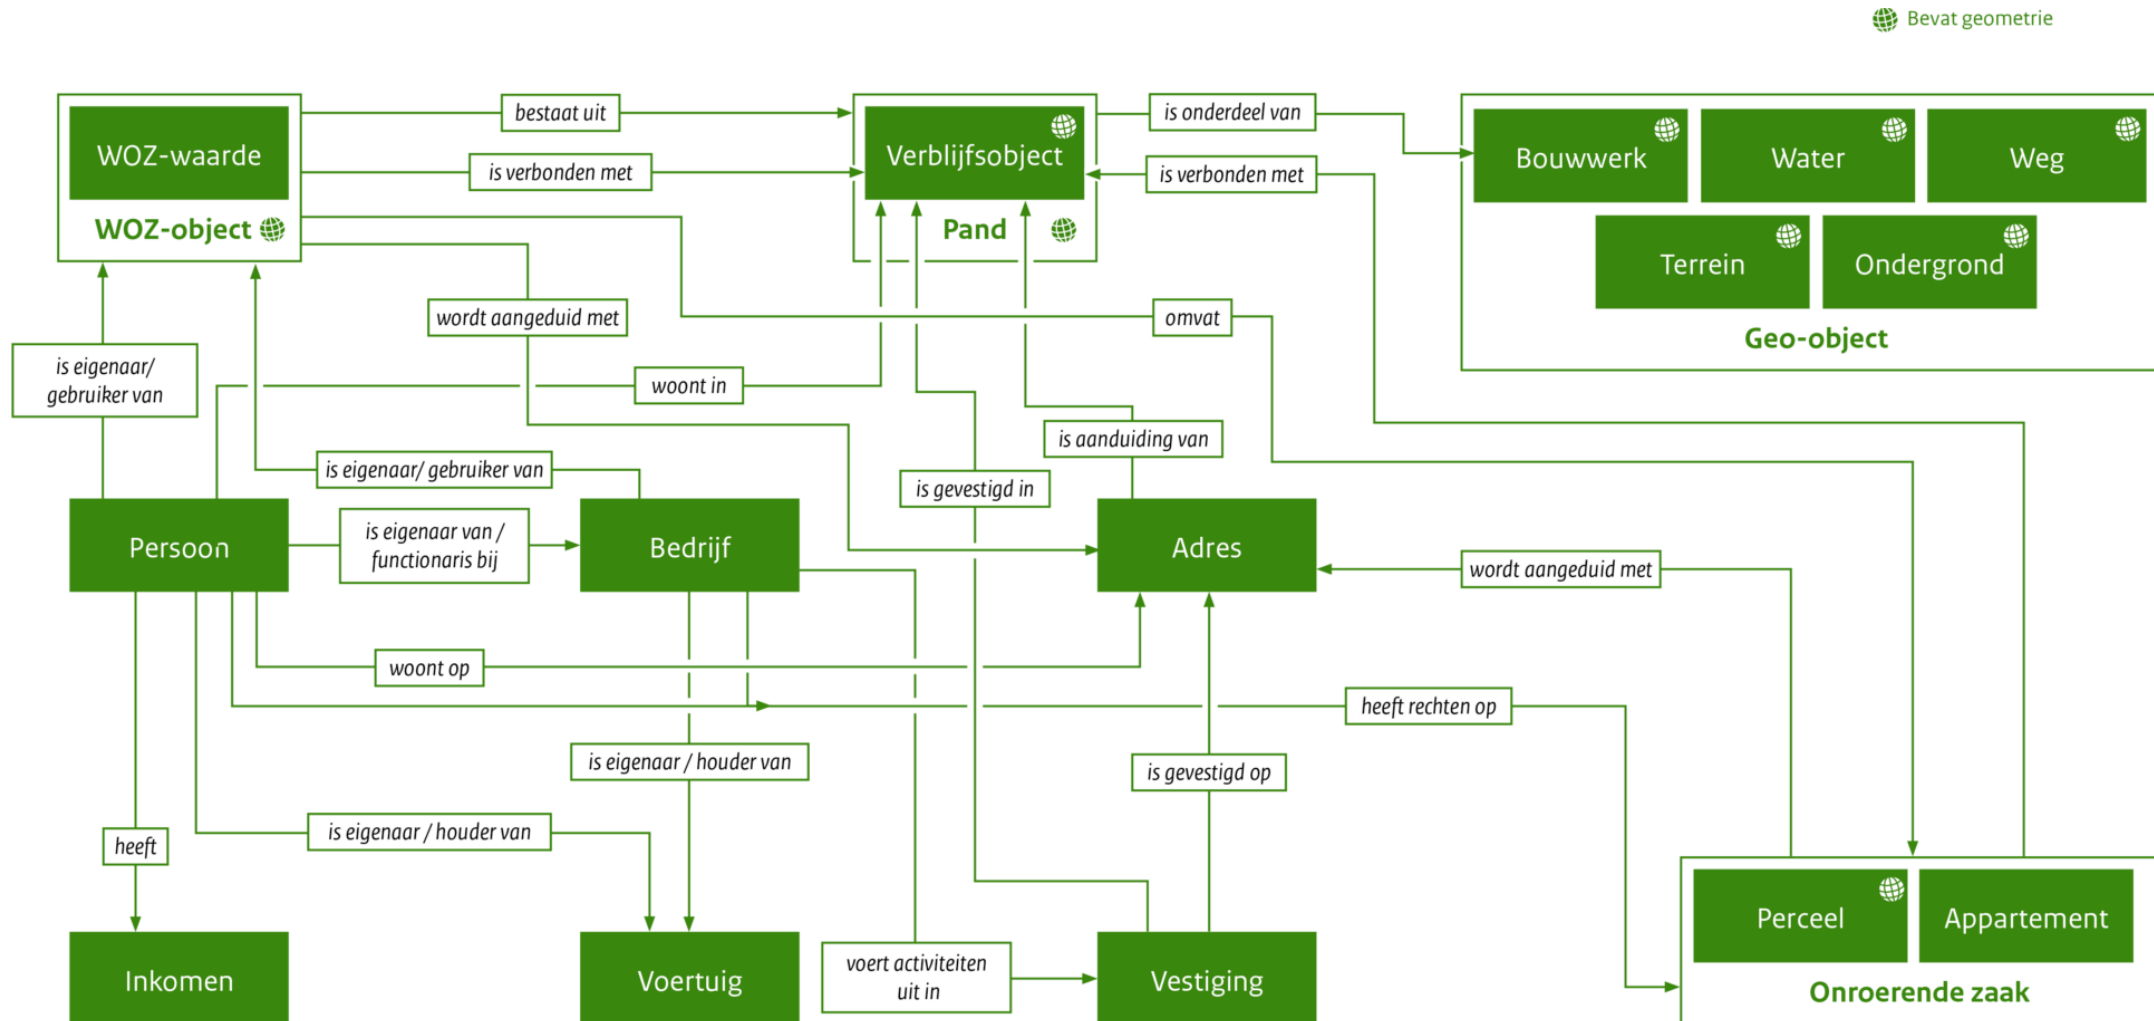 Bevat geometrie
bestaat uit
is onderdeel van
WOZ-waarde
Verblijfsobject
Bouwwerk
Water
Weg
is verbonden met
is verbonden met
WOZ-object
Pand
Terrein
Ondergrond
wordt aangeduid met
omvat
Geo-object
is eigenaar/
gebruiker van
woont in
is aanduiding van
is eigenaar/ gebruiker van
is gevestigd in
Persoon
is eigenaar van /
functionaris bij
Bedrijf
Adres
wordt aangeduid met
woont op
heeft rechten op
is eigenaar / houder van
is gevestigd op
is eigenaar / houder van
heeft
Perceel
Appartement
Inkomen
Voertuig
voert activiteiten
uit in
Vestiging
Onroerende zaak